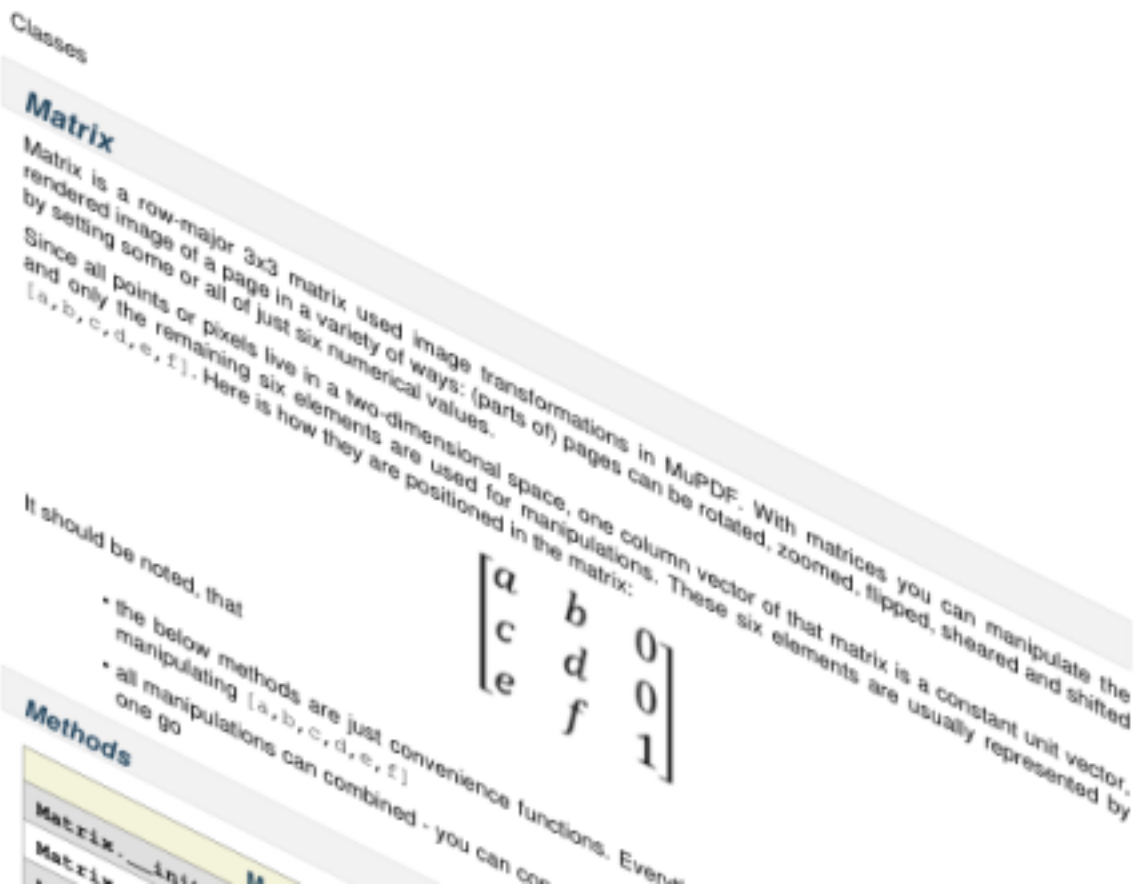 Classes
Matrix
Matrix is a row-major 3x3 matrix used image transformations in MuPDF. With matrices you can manipulate the
rendered image of a page in a variety of ways: (parts of) pages can be rotated, zoomed, flipped, sheared and shifted
by setting some or all of just six numerical values.
Since all points or pixels live in a two-dimensional space, one column vector of that matrix is a constant unit vector,
and only the remaining six elements are used for manipulations. These six elements are usually represented by
[a,b,c,d,e,f]. Here is how they are positioned in the matrix:
a b 0
c d 0
e f 1
It should be noted, that
• the below methods are just convenience functions.
manipulating [a,b,c,d,e,f]
• all manipulations can combined - you can
one go
Methods
Matrix.
Matrix